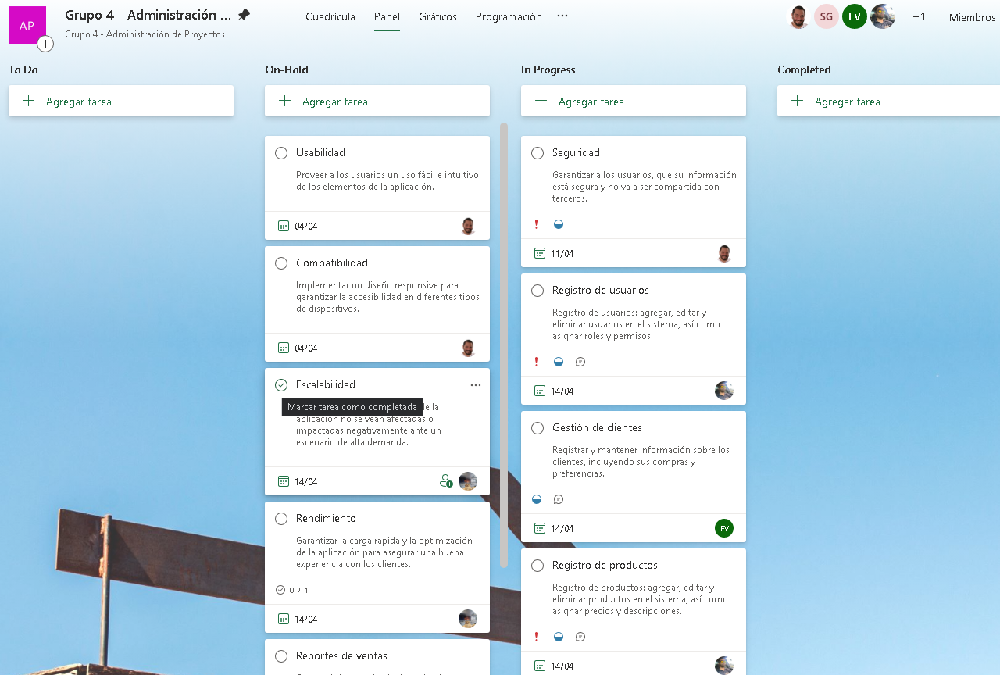 AP
i
Grupo 4 - Administración ...
Grupo 4 - Administración de Proyectos
Cuadrícula
Panel
Gráficos
Programación
SG
FV
+1
Miembros
To Do
Agregar tarea
On-Hold
Agregar tarea
Usabilidad
Proveer a los usuarios un uso fácil e intuitivo
de los elementos de la aplicación.
04/04
Compatibilidad
Implementar un diseño responsive para
garantizar la accesibilidad en diferentes tipos
de dispositivos.
04/04
Escalabilidad
Marcar tarea como completada
de la
aplicación no se vean afectadas o
impactadas negativamente ante un
escenario de alta demanda.
14/04
Rendimiento
Garantizar la carga rápida y la optimización
de la aplicación para asegurar una buena
experiencia con los clientes.
0 / 1
14/04
Reportes de ventas
In Progress
Agregar tarea
Seguridad
Garantizar a los usuarios, que su información
está segura y no va a ser compartida con
terceros.
11/04
Registro de usuarios
Registro de usuarios: agregar, editar y
eliminar usuarios en el sistema, así como
asignar roles y permisos.
14/04
Gestión de clientes
Registrar y mantener información sobre los
clientes, incluyendo sus compras y
preferencias.
14/04
FV
Registro de productos
Registro de productos: agregar, editar y
eliminar productos en el sistema, así como
asignar precios y descripciones.
14/04
Completed
Agregar tarea